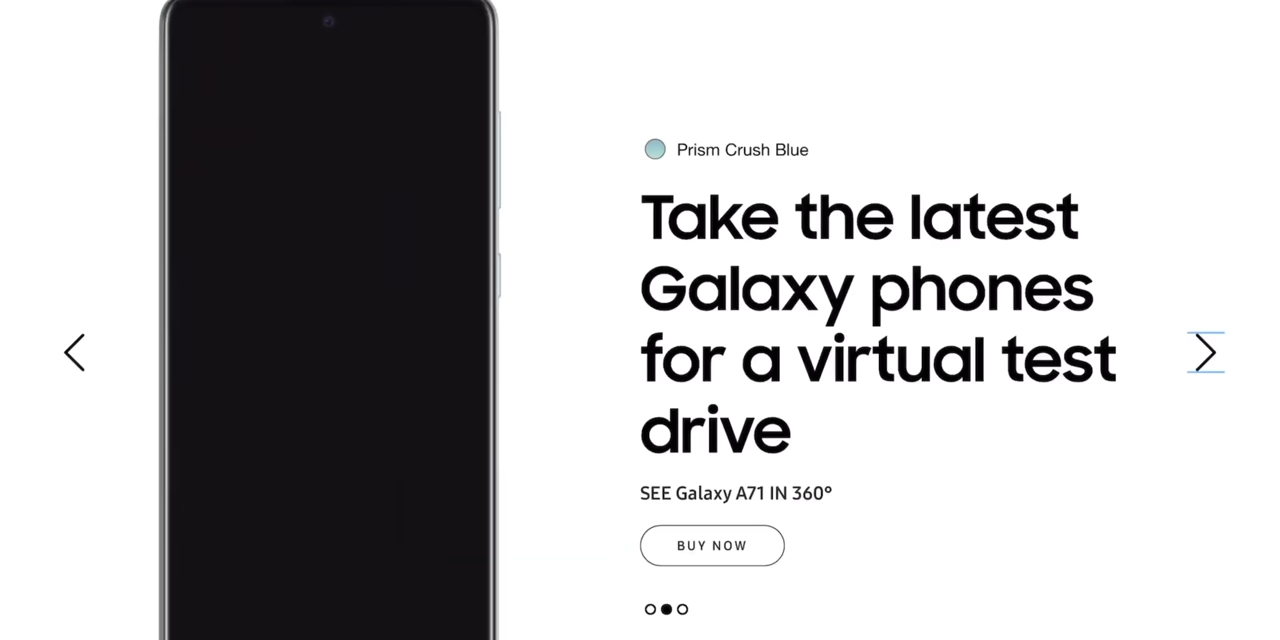 Prism Crush Blue
Take the latest
Galaxy phones
for a virtual test
drive
SEE Galaxy A71 IN 360°
BUY NOW